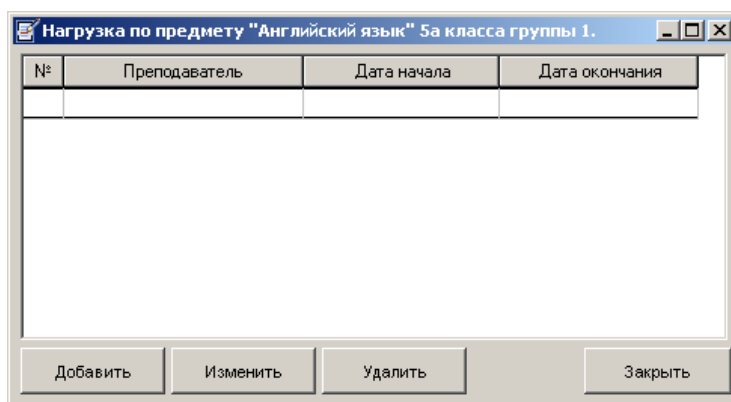 Нагрузка по предмету "Английский язык" 5а класса группы 1.
№ Преподаватель Дата начала Дата окончания
Добавить Изменить Удалить Закрыть